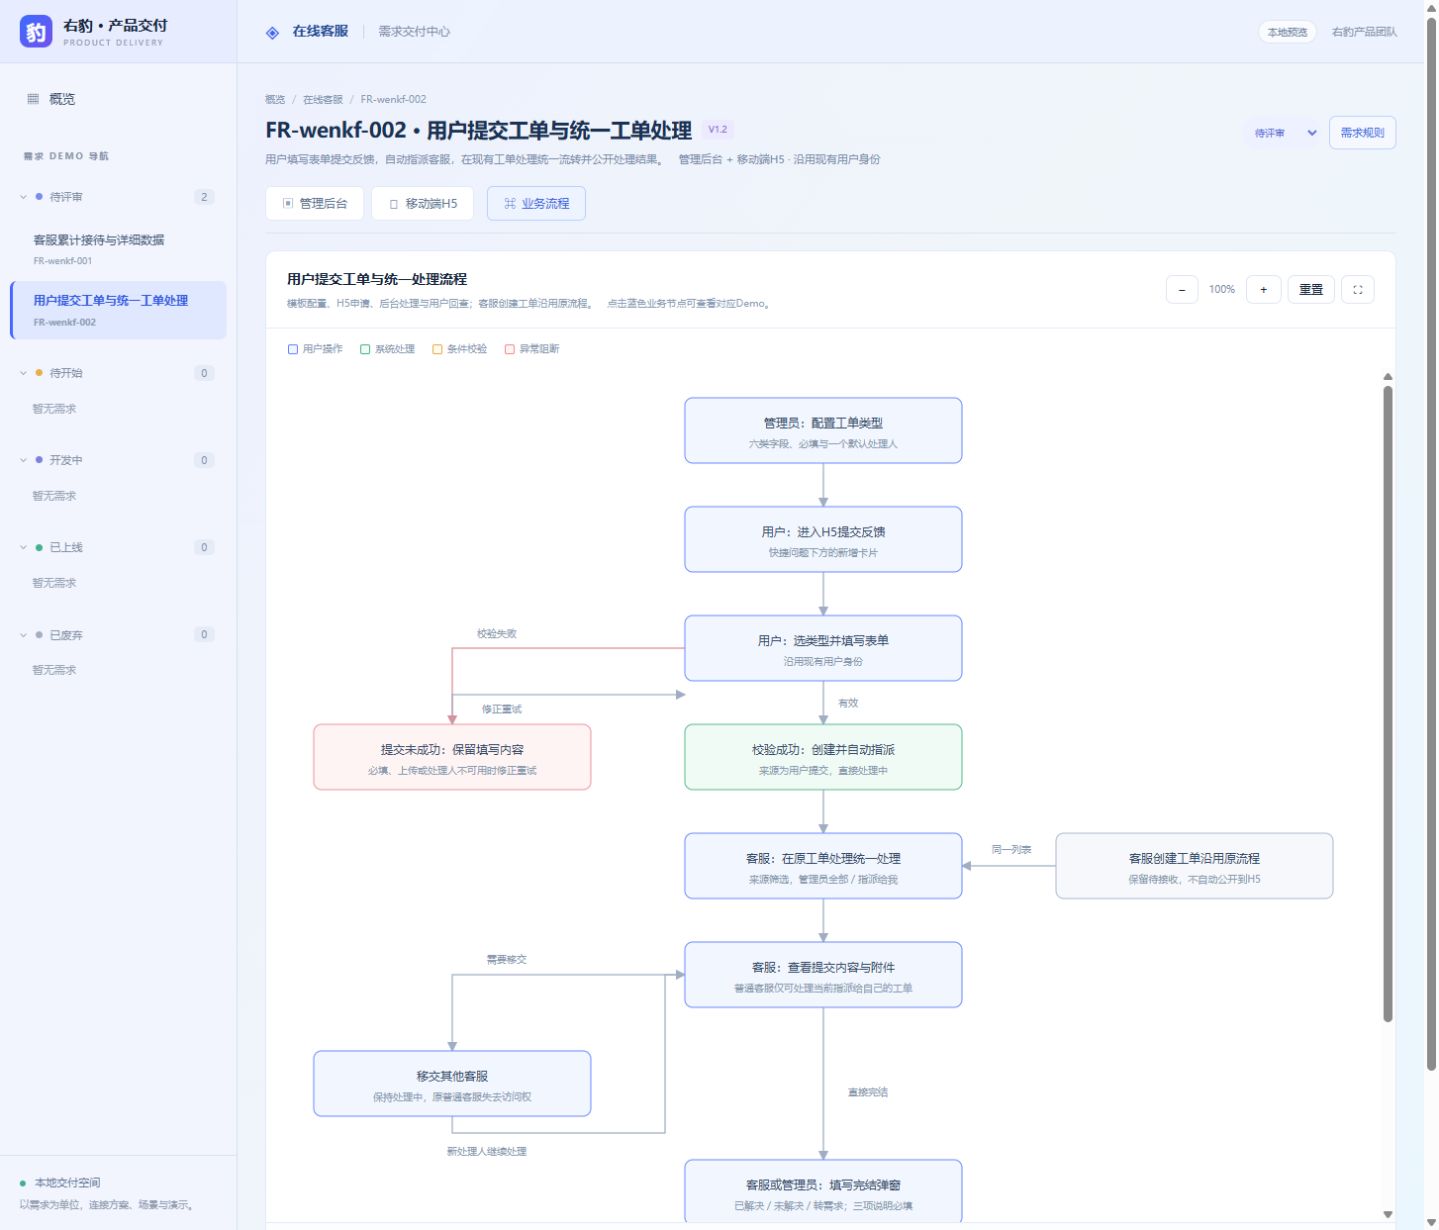 豹
右豹 • 产品交付
PRODUCT DELIVERY
概览
需求 DEMO 导航
待评审
2
客服累计接待与详细数据
FR-wenkf-001
用户提交工单与统一工单处理
FR-wenkf-002
待开始
0
暂无需求
开发中
0
暂无需求
已上线
0
暂无需求
已废弃
0
暂无需求
本地交付空间
以需求为单位，连接方案、场景与演示。
在线客服
需求交付中心
本地预览
右豹产品团队
概览 / 在线客服 / FR-wenkf-002
FR-wenkf-002 • 用户提交工单与统一工单处理
V1.2
待评审
需求规则
用户填写表单提交反馈，自动指派客服，在现有工单处理统一流转并公开处理结果。 管理后台 + 移动端H5 · 沿用现有用户身份
管理后台
移动端H5
业务流程
用户提交工单与统一处理流程
模板配置、H5申请、后台处理与用户回查；客服创建工单沿用原流程。 点击蓝色业务节点可查看对应Demo。
−
100%
+
重置
用户操作
系统处理
条件校验
异常阻断
管理员：配置工单类型
六类字段、必填与一个默认处理人
用户：进入H5提交反馈
快捷问题下方的新增卡片
校验失败
用户：选类型并填写表单
沿用现有用户身份
修正重试
有效
提交未成功：保留填写内容
必填、上传或处理人不可用时修正重试
校验成功：创建并自动指派
来源为用户提交，直接处理中
客服：在原工单处理统一处理
来源筛选，管理员全部 / 指派给我
同一列表
客服创建工单沿用原流程
保留待接收，不自动公开到H5
需要移交
客服：查看提交内容与附件
普通客服仅可处理当前指派给自己的工单
移交其他客服
保持处理中，原普通客服失去访问权
直接完结
新处理人继续处理
客服或管理员：填写完结弹窗
已解决 / 未解决 / 转需求；三项说明必填